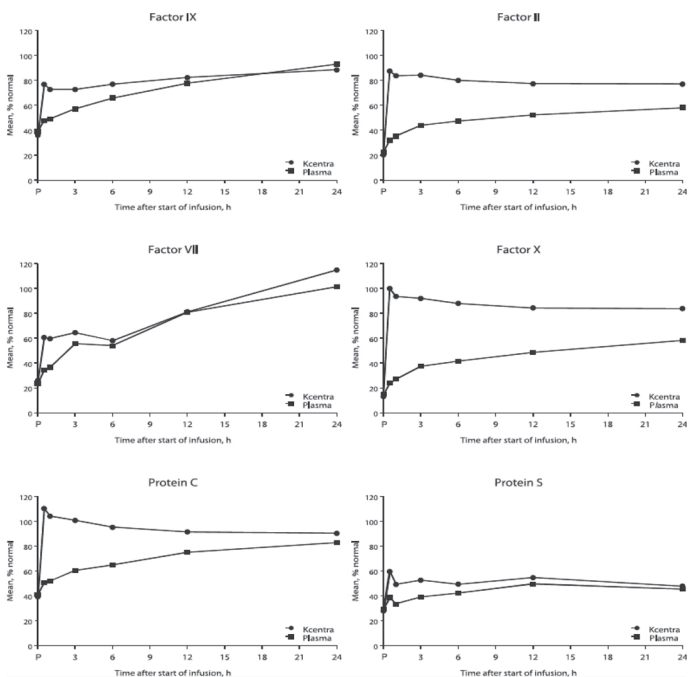 Factor IX
Mean, % normal
120
100
80
60
40
20
0
Kcentra
Plasma
P 3 6 9 12 15 18 21 24
Time after start of infusion, h
Factor II
Mean, % normal
120
100
80
60
40
20
0
Kcentra
Plasma
P 3 6 9 12 15 18 21 24
Time after start of infusion, h
Factor VII
Mean, % normal
120
100
80
60
40
20
0
Kcentra
Plasma
P 3 6 9 12 15 18 21 24
Time after start of infusion, h
Factor X
Mean, % normal
120
100
80
60
40
20
0
Kcentra
Plasma
P 3 6 9 12 15 18 21 24
Time after start of infusion, h
Protein C
Mean, % normal
120
100
80
60
40
20
0
Kcentra
Plasma
P 3 6 9 12 15 18 21 24
Time after start of infusion, h
Protein S
Mean, % normal
120
100
80
60
40
20
0
Kcentra
Plasma
P 3 6 9 12 15 18 21 24
Time after start of infusion, h